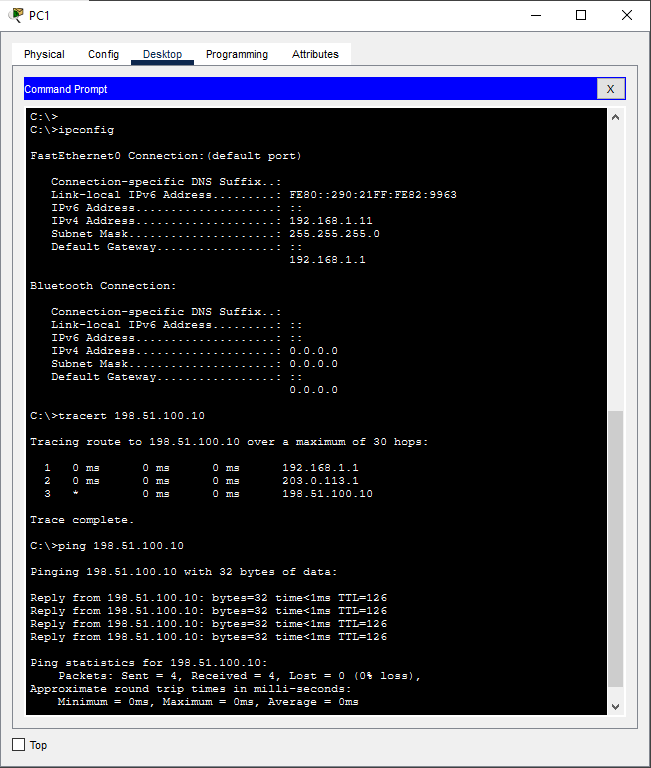 PC1
Physical Config Desktop Programming Attributes
Command Prompt X
C:\>
C:\>ipconfig
FastEthernet0 Connection:(default port)
Connection-specific DNS Suffix..:
Link-local IPv6 Address.........: FE80::290:21FF:FE82:9963
IPv6 Address....................: ::
IPv4 Address....................: 192.168.1.11
Subnet Mask.....................: 255.255.255.0
Default Gateway.................: ::
192.168.1.1
Bluetooth Connection:
Connection-specific DNS Suffix..:
Link-local IPv6 Address.........: ::
IPv6 Address....................: ::
IPv4 Address....................: 0.0.0.0
Subnet Mask.....................: 0.0.0.0
Default Gateway.................: ::
0.0.0.0
C:\>tracert 198.51.100.10
Tracing route to 198.51.100.10 over a maximum of 30 hops:
1 0 ms 0 ms 0 ms 192.168.1.1
2 0 ms 0 ms 0 ms 203.0.113.1
3 * 0 ms 0 ms 198.51.100.10
Trace complete.
C:\>ping 198.51.100.10
Pinging 198.51.100.10 with 32 bytes of data:
Reply from 198.51.100.10: bytes=32 time<1ms TTL=126
Reply from 198.51.100.10: bytes=32 time<1ms TTL=126
Reply from 198.51.100.10: bytes=32 time<1ms TTL=126
Reply from 198.51.100.10: bytes=32 time<1ms TTL=126
Ping statistics for 198.51.100.10:
Packets: Sent = 4, Received = 4, Lost = 0 (0% loss),
Approximate round trip times in milli-seconds:
Minimum = 0ms, Maximum = 0ms, Average = 0ms
Top